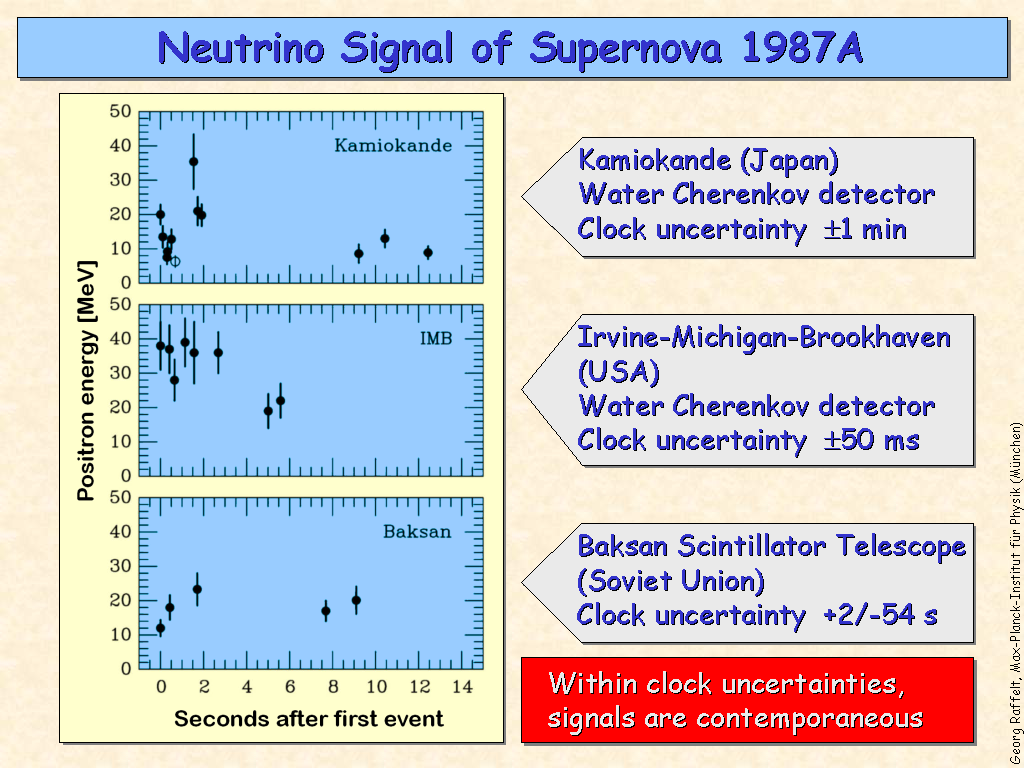 Neutrino Signal of Supernova 1987A
Positron energy [MeV]
50
40
30
20
10
0
Kamiokande
50
40
30
20
10
0
IMB
50
40
30
20
10
0
Baksan
0 2 4 6 8 10 12 14
Seconds after first event
Kamiokande (Japan)
Water Cherenkov detector
Clock uncertainty ±1 min
Irvine-Michigan-Brookhaven
(USA)
Water Cherenkov detector
Clock uncertainty ±50 ms
Baksan Scintillator Telescope
(Soviet Union)
Clock uncertainty +2/-54 s
Within clock uncertainties,
signals are contemporaneous
Georg Raffelt, Max-Planck-Institut für Physik (München)